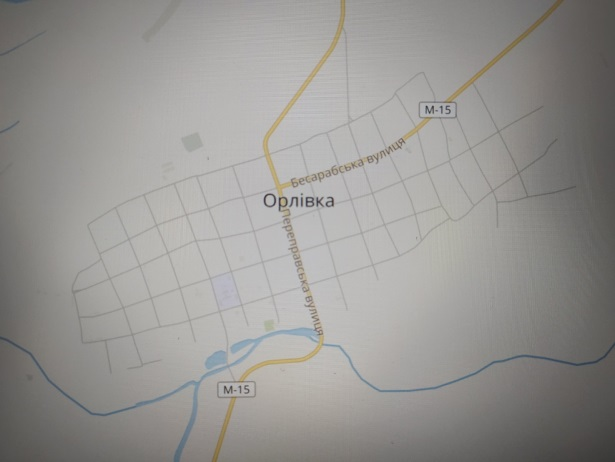 М-15
Бесарабська вулиця
Орлівка
Переправська вулиця
М-15